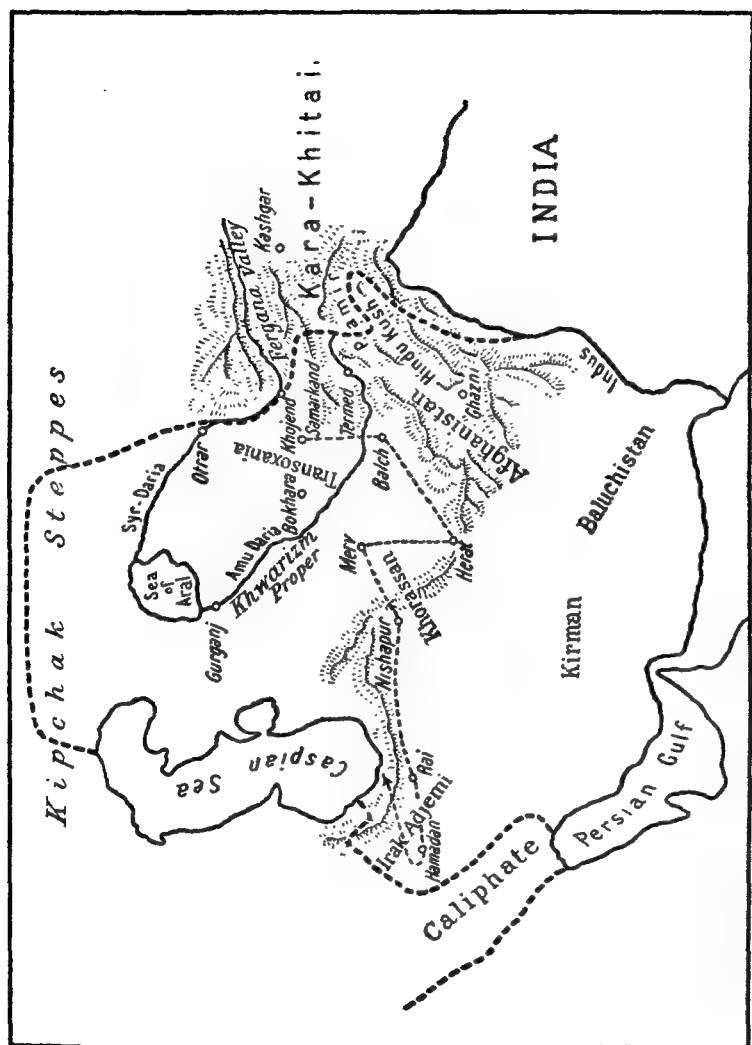 Kipchak Steppes
Kara-Khitai.
Fergana Valley
Kashgar
Syr-Daria
Otrar
Khojend
Samarkand
Sea
of
Aral
Amu Daria
Bokhara
Transoxania
Termed
Pamir
Gurganj
Khwarizm
Proper
Balch
Hindu Kush
Ghazni
Afghanistan
INDIA
Indus
Merv
Khorassan
Herat
Nishapur
Caspian
Sea
Rai
Irak Adjemi
Hamadan
Kirman
Baluchistan
Caliphate
Persian Gulf